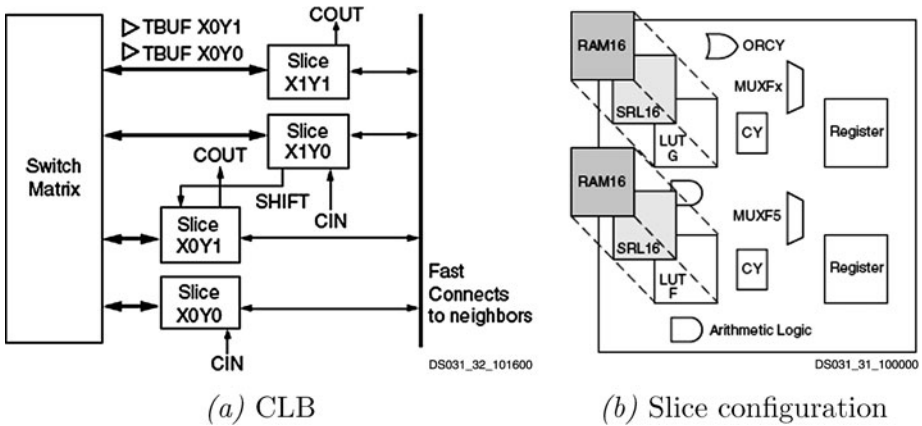 COUT
TBUF X0Y1
TBUF X0Y0
Slice
X1Y1
Slice
X1Y0
Switch
Matrix
COUT
SHIFT
CIN
Slice
X0Y1
Slice
X0Y0
CIN
Fast
Connects
to neighbors
DS031_32_101600
(a) CLB
RAM16
ORCY
MUXFx
SRL16
LUT
G
CY
Register
RAM16
MUXF5
SRL16
LUT
F
CY
Register
Arithmetic Logic
DS031_31_100000
(b) Slice configuration